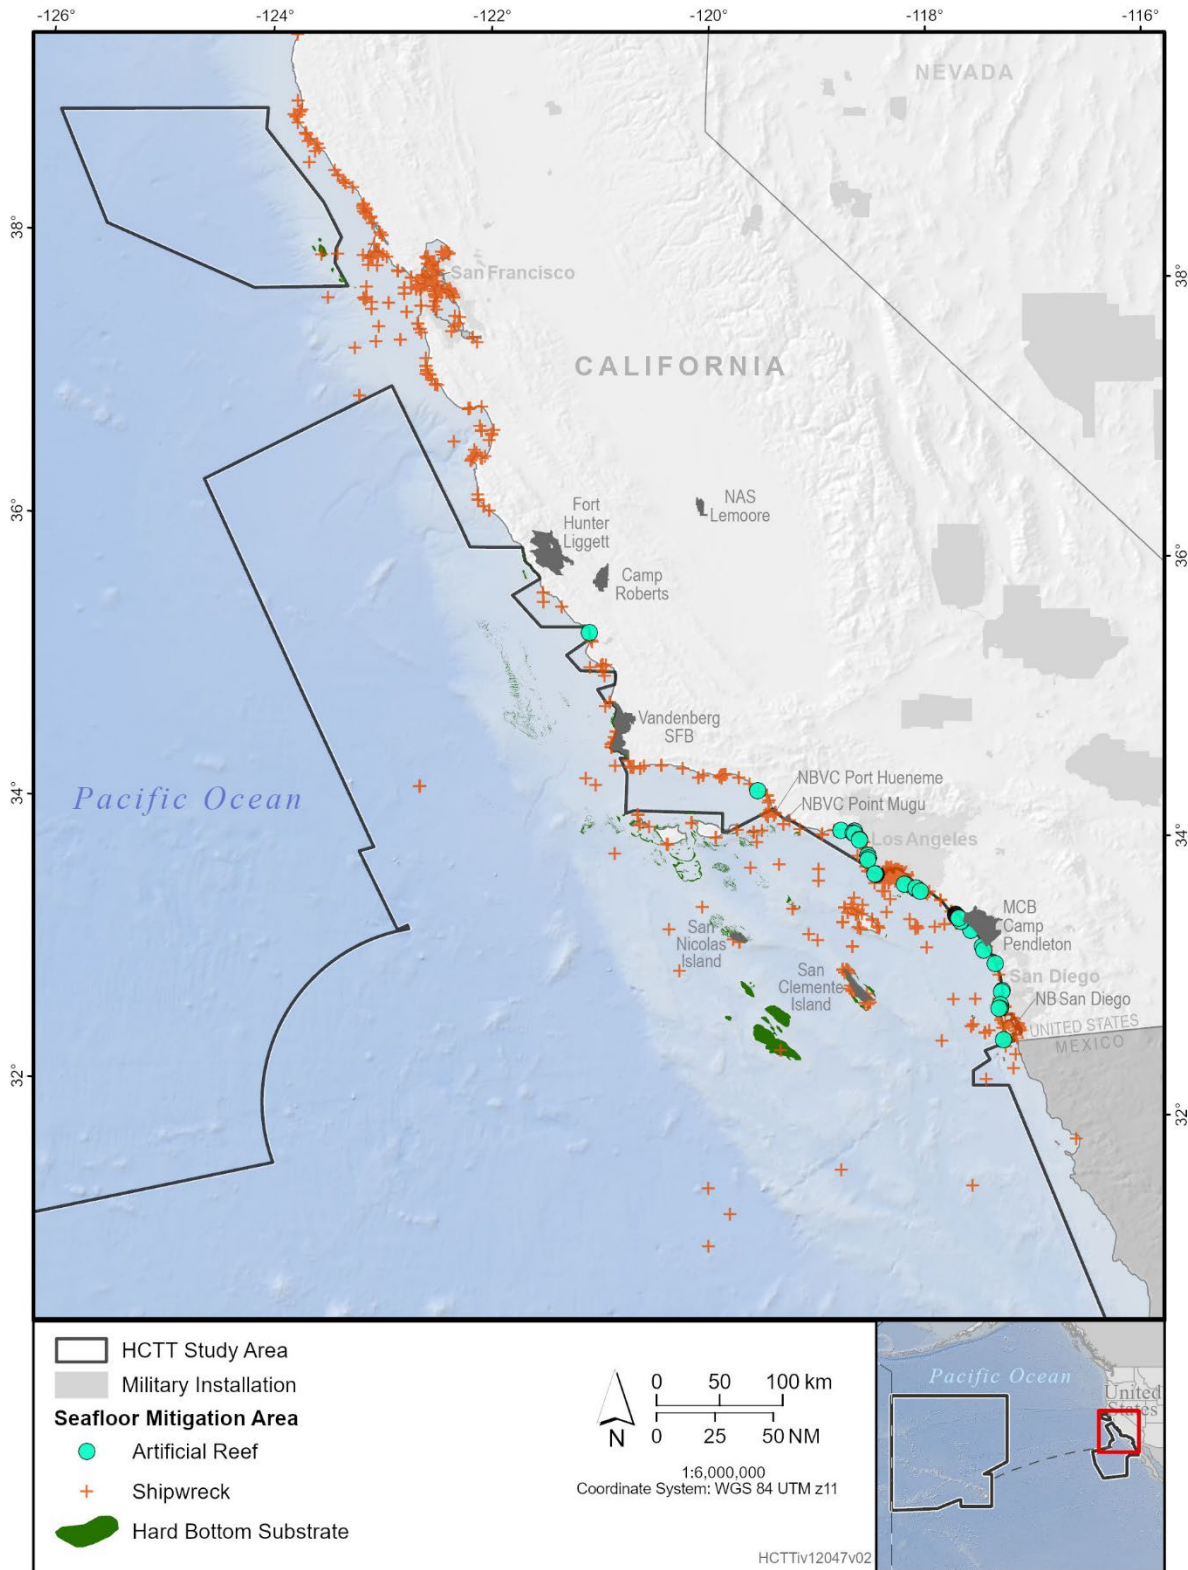 -126° -124° -122° -120° -118° -116°
NEVADA
38°
San Francisco
38°
CALIFORNIA
36°
Fort
Hunter
Liggett
NAS
Lemoore
36°
Camp
Roberts
Vandenberg
SFB
34°
Pacific Ocean
NBVC Port Hueneme
NBVC Point Mugu
34°
Los Angeles
MCB
Camp
Pendleton
San
Nicolas
Island
San
Clemente
Island
San Diego
NB San Diego
UNITED STATES
MEXICO
32°
32°
HCTT Study Area
Military Installation
Seafloor Mitigation Area
Artificial Reef
Shipwreck
Hard Bottom Substrate
N
0 50 100 km
0 25 50 NM
1:6,000,000
Coordinate System: WGS 84 UTM z11
HCTTiv12047v02
Pacific Ocean
United
States